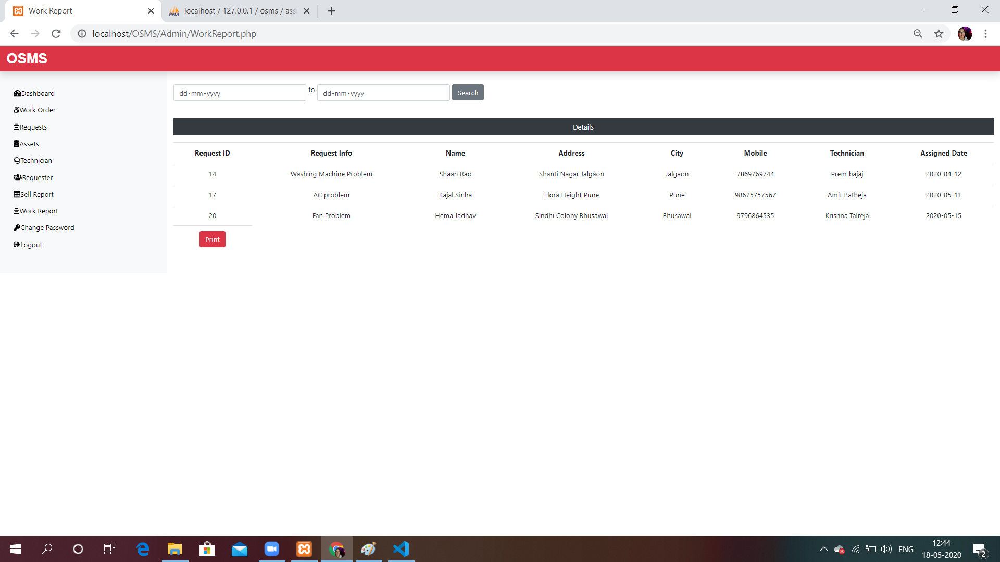 Work Report
localhost / 127.0.0.1 / osms / assi
localhost/OSMS/Admin/WorkReport.php
OSMS
Dashboard
Work Order
Requests
Assets
Technician
Requester
Sell Report
Work Report
Change Password
Logout
dd-mm-yyyy to dd-mm-yyyy Search
Details
Request ID Request Info Name Address City Mobile Technician Assigned Date
14 Washing Machine Problem Shaan Rao Shanti Nagar Jalgaon Jalgaon 7869769744 Prem bajaj 2020-04-12
17 AC problem Kajal Sinha Flora Height Pune Pune 98675757567 Amit Batheja 2020-05-11
20 Fan Problem Hema Jadhav Sindhi Colony Bhusawal Bhusawal 9796864535 Krishna Talreja 2020-05-15
Print
ENG
12:44
18-05-2020
2